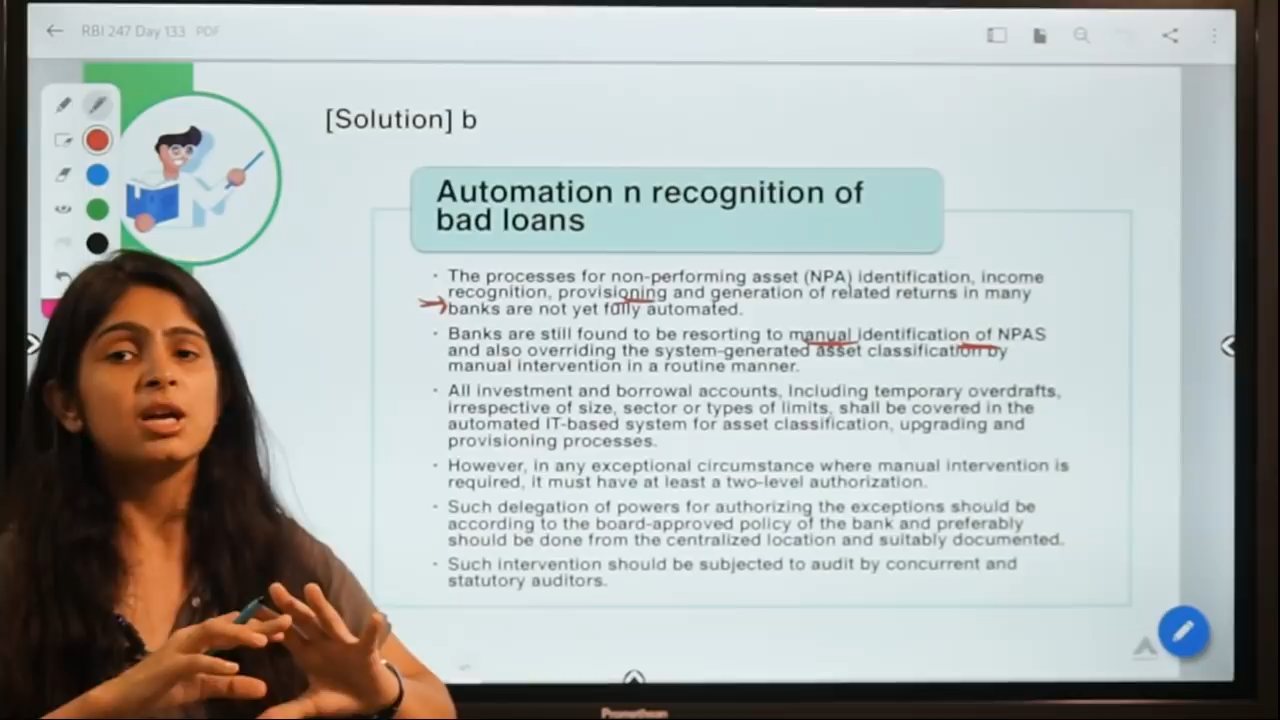 RBI 247 Day 133 PDF
[Solution] b
Automation n recognition of
bad loans
• The processes for non-performing asset (NPA) identification, income
recognition, provisioning and generation of related returns in many
banks are not yet fully automated.
• Banks are still found to be resorting to manual identification of NPAS
and also overriding the system-generated asset classification by
manual intervention in a routine manner.
• All investment and borrowal accounts, Including temporary overdrafts,
irrespective of size, sector or types of limits, shall be covered in the
automated IT-based system for asset classification, upgrading and
provisioning processes.
• However, in any exceptional circumstance where manual intervention is
required, it must have at least a two-level authorization.
• Such delegation of powers for authorizing the exceptions should be
according to the board-approved policy of the bank and preferably
should be done from the centralized location and suitably documented.
• Such intervention should be subjected to audit by concurrent and
statutory auditors.
Promethean